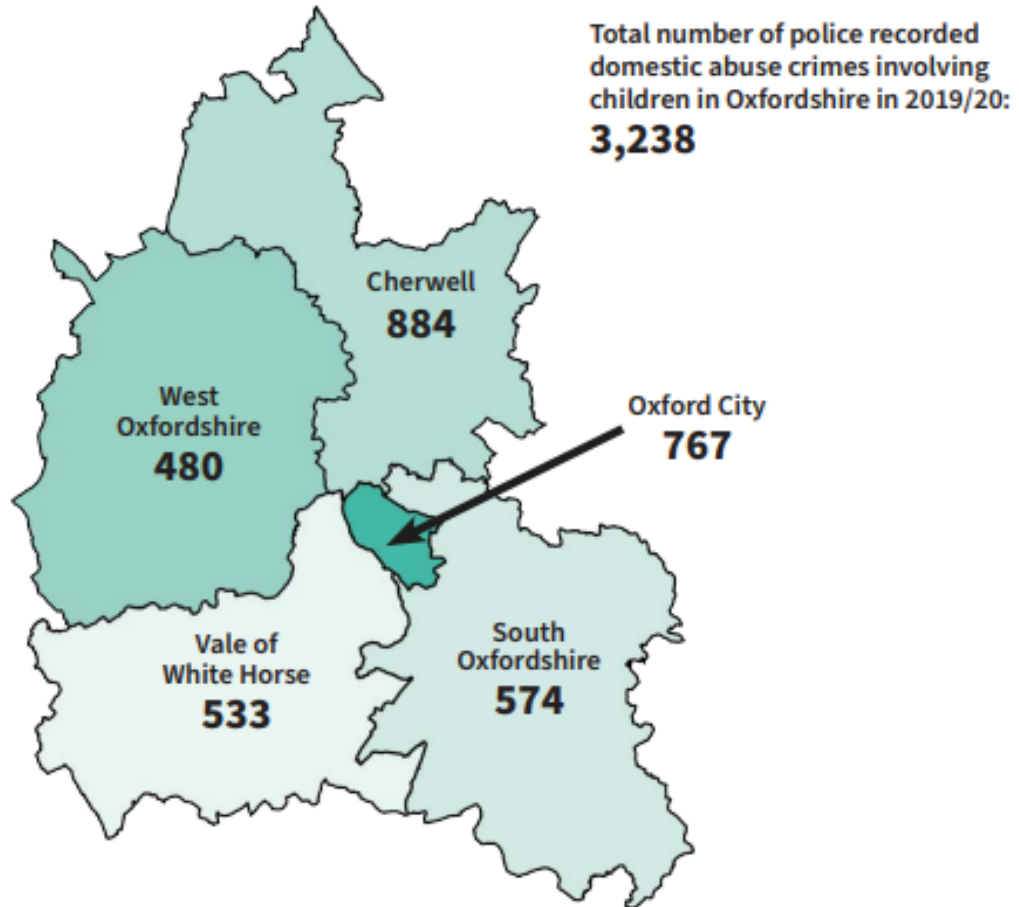 Total number of police recorded
domestic abuse crimes involving
children in Oxfordshire in 2019/20:
3,238
Cherwell
884
West
Oxfordshire
480
Oxford City
767
Vale of
White Horse
533
South
Oxfordshire
574